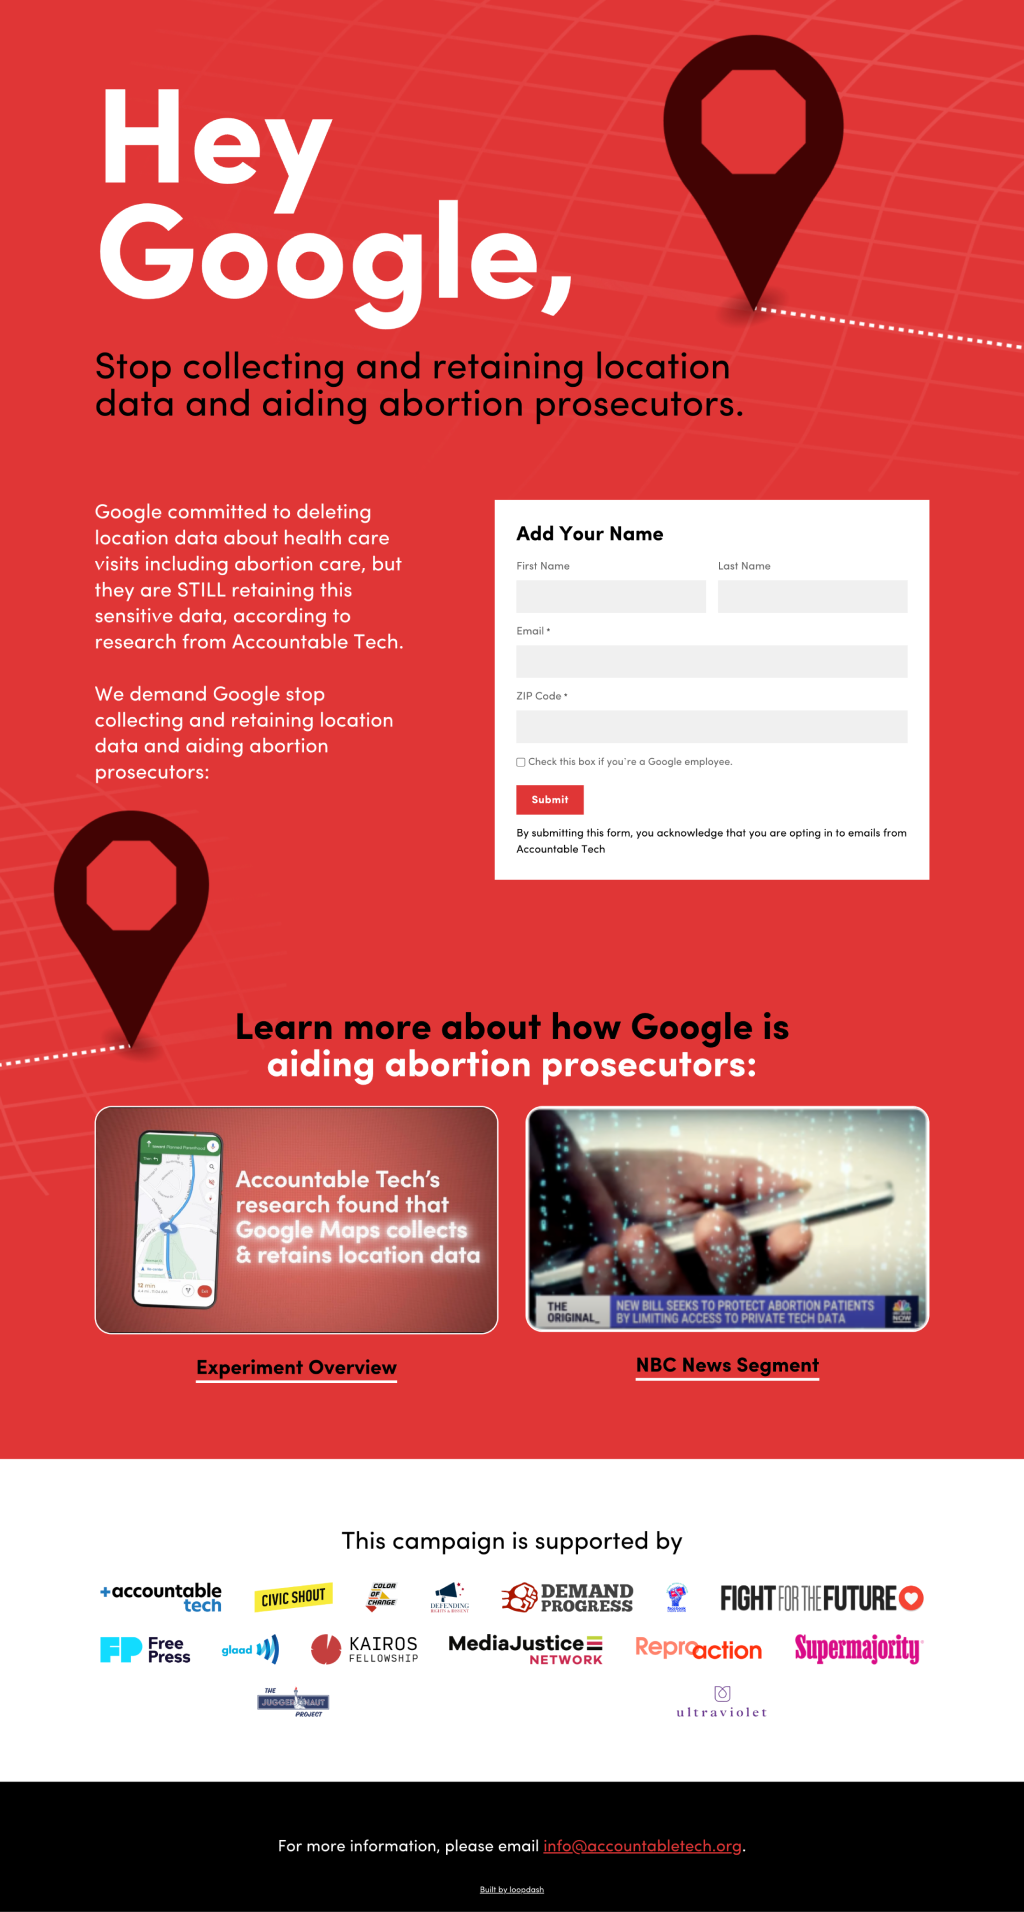 Hey
Google,
Stop collecting and retaining location
data and aiding abortion prosecutors.
Google committed to deleting
location data about health care
visits including abortion care, but
they are STILL retaining this
sensitive data, according to
research from Accountable Tech.
We demand Google stop
collecting and retaining location
data and aiding abortion
prosecutors:
Add Your Name
First Name
Last Name
Email *
ZIP Code *
Check this box if you're a Google employee.
Submit
By submitting this form, you acknowledge that you are opting in to emails from
Accountable Tech
Learn more about how Google is
aiding abortion prosecutors:
Accountable Tech's
research found that
Google Maps collects
& retains location data
THE
ORIGINAL_
NEW BILL SEEKS TO PROTECT ABORTION PATIENTS
BY LIMITING ACCESS TO PRIVATE TECH DATA
NOW
Experiment Overview
NBC News Segment
This campaign is supported by
+accountable
tech
CIVIC SHOUT
COLOR
OF
CHANGE
DEFENDING
RIGHTS & DISSENT
DEMAND
PROGRESS
FIGHT FOR THE FUTURE
FP Free
Press
glaad
KAIROS
FELLOWSHIP
MediaJustice
NETWORK
Reproaction
Supermajority
THE
JUGGERNAUT
PROJECT
ultraviolet
For more information, please email info@accountabletech.org.
Built by loopdash